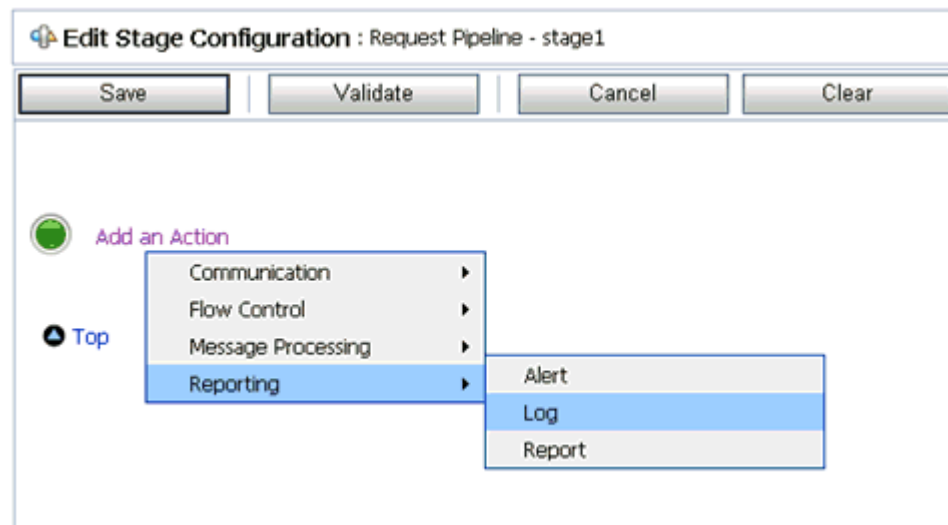 Edit Stage Configuration : Request Pipeline - stage1
Save Validate Cancel Clear
Add an Action
Communication
Flow Control
Top
Message Processing
Reporting
Alert
Log
Report